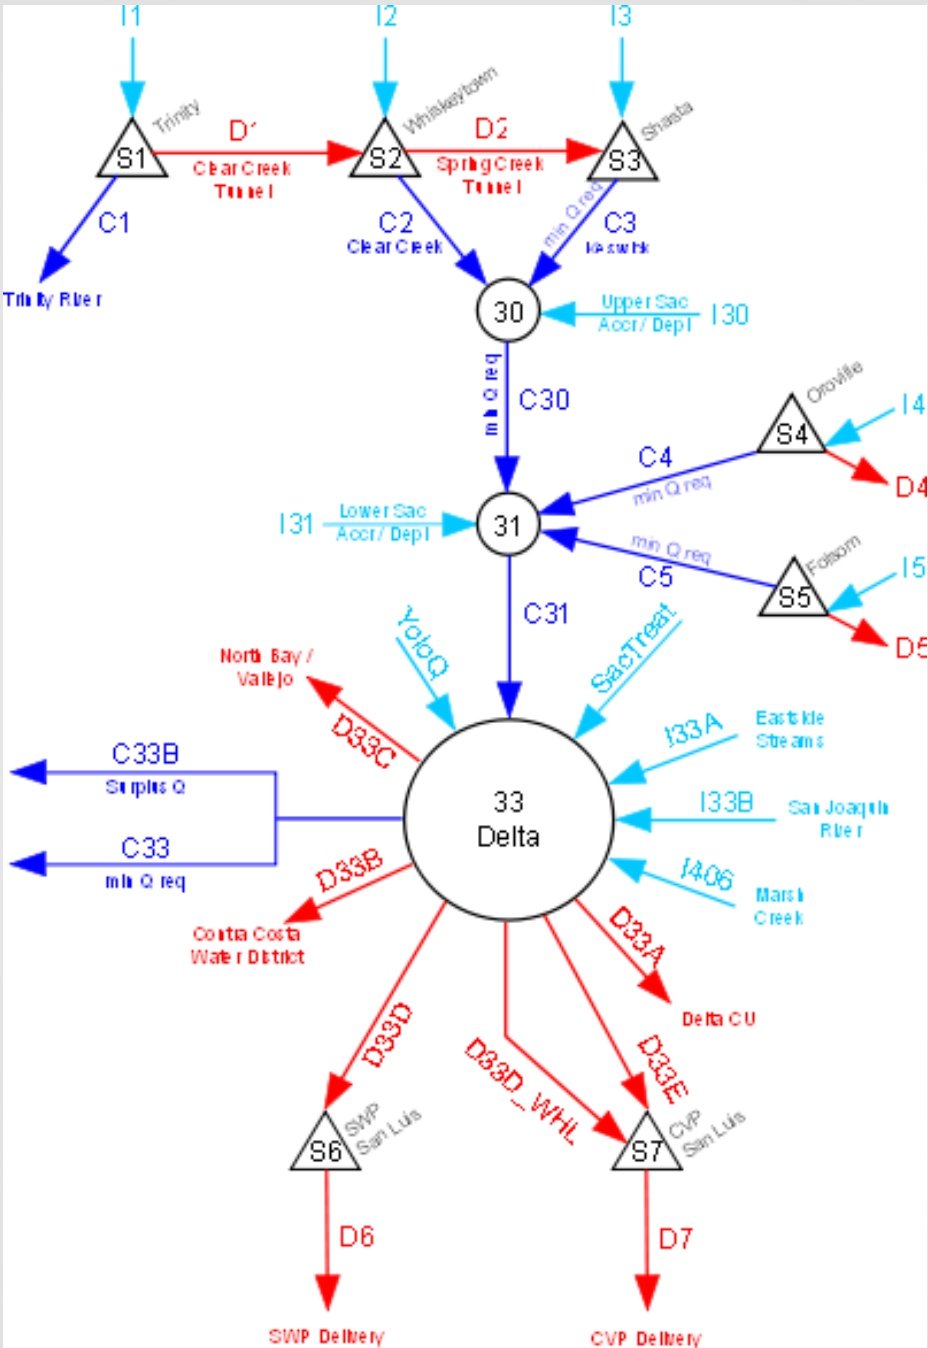 I1
I2
I3
Trinity
Whiskeytown
Shasta
D1
D2
S1
S2
S3
Clear Creek
Tunnel
Spring Creek
Tunnel
C1
C2
Clear Creek
min Q req
C3
Keswick
Trinity River
30
Upper Sac
Accr / Depl
I30
min Q req
C30
Oroville
I4
S4
C4
min Q req
D4
I31
Lower Sac
Accr / Depl
31
min Q req
Folsom
C5
I5
S5
C31
D5
YoloQ
SacTreat
North Bay /
Vallejo
D33C
I33A
Eastside
Streams
C33B
Surplus Q
33
Delta
I33B
San Joaquin
River
C33
min Q req
D33B
I406
Marsh
Creek
Contra Costa
Water District
D33A
Delta CU
D33D
D33D_WHL
D33E
SWP
San Luis
S6
CVP
San Luis
S7
D6
D7
SWP Delivery
CVP Delivery